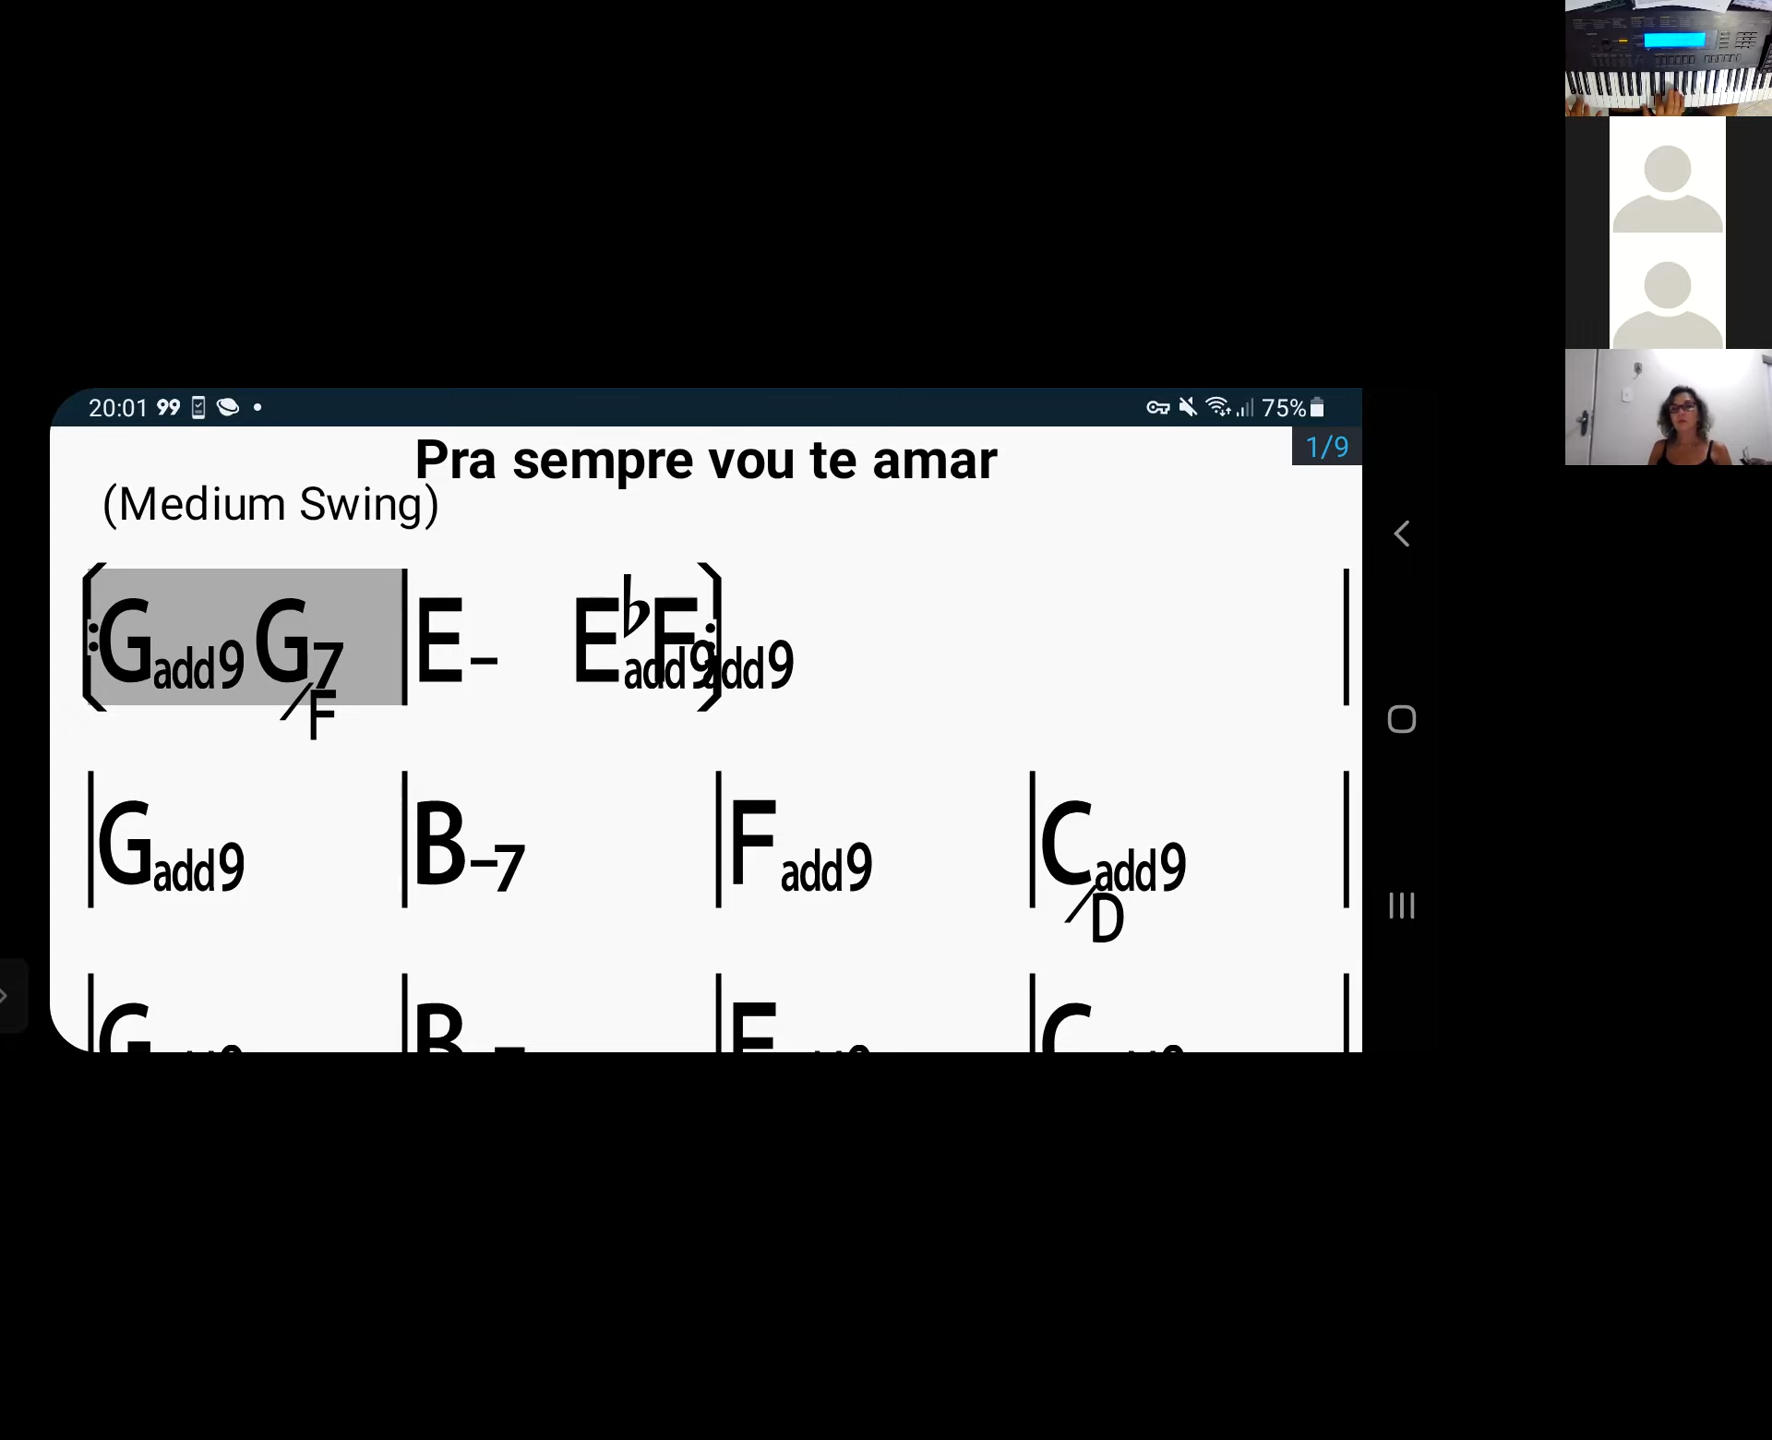 20:01 99 75%
1/9
Pra sempre vou te amar
(Medium Swing)
Gadd9 G7/F E– E♭add9 Fadd9
Gadd9 B–7 Fadd9 Cadd9/D
G B F C